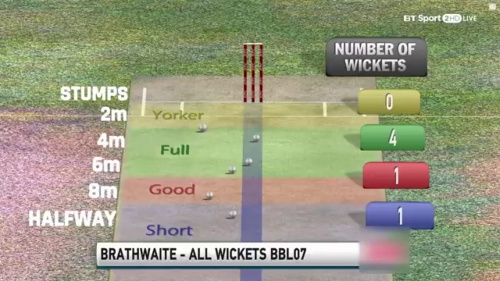 BT Sport 2HD LIVE
NUMBER OF
WICKETS
STUMPS
2m
Yorker
0
4m
Full
4
6m
8m
Good
1
HALFWAY
Short
1
BRATHWAITE - ALL WICKETS BBL07